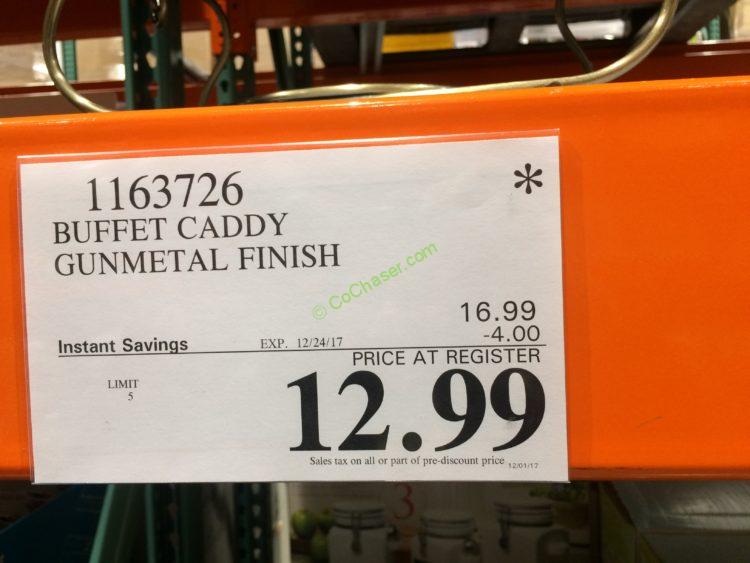 1163726 *
BUFFET CADDY
GUNMETAL FINISH
© CoChaser.com
16.99
Instant Savings EXP. 12/24/17 -4.00
PRICE AT REGISTER
LIMIT
5
12.99
Sales tax on all or part of pre-discount price 12/01/17
3